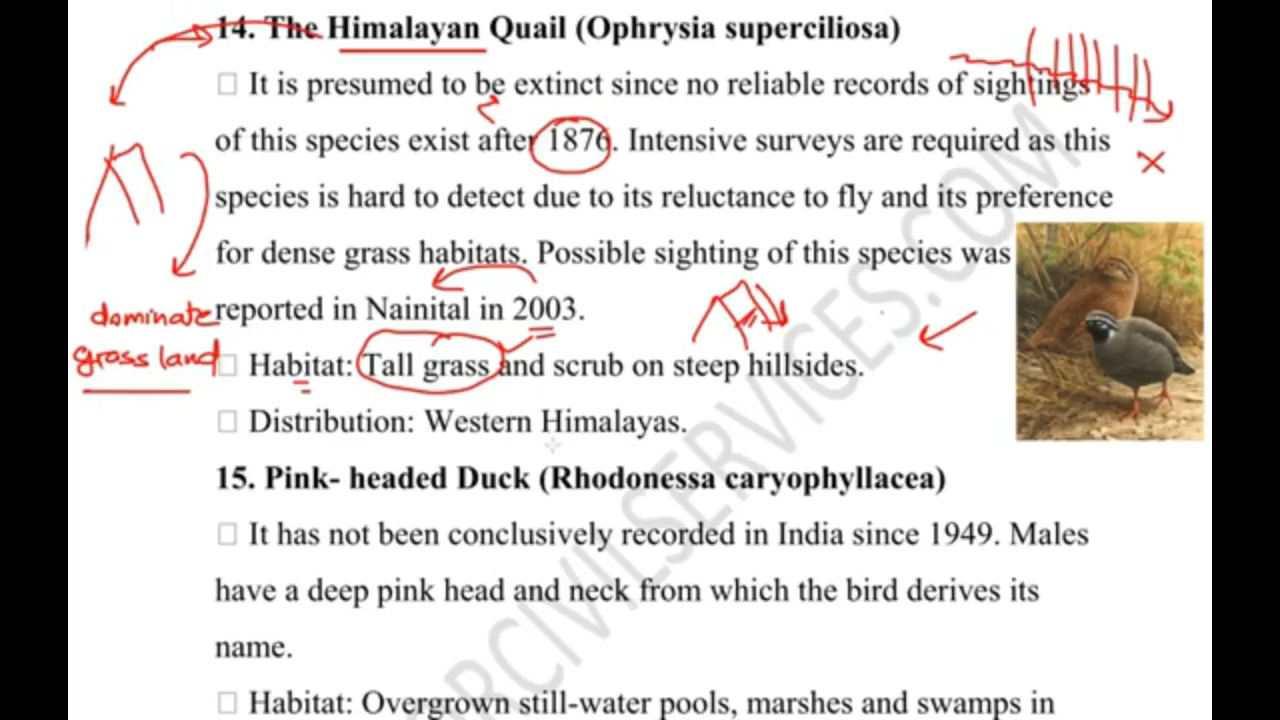 14. The Himalayan Quail (Ophrysia superciliosa)
It is presumed to be extinct since no reliable records of sightings
of this species exist after 1876. Intensive surveys are required as this
species is hard to detect due to its reluctance to fly and its preference
for dense grass habitats. Possible sighting of this species was
reported in Nainital in 2003.
dominate
grass land
Habitat: Tall grass and scrub on steep hillsides.
Distribution: Western Himalayas.
15. Pink- headed Duck (Rhodonessa caryophyllacea)
It has not been conclusively recorded in India since 1949. Males
have a deep pink head and neck from which the bird derives its
name.
Habitat: Overgrown still-water pools, marshes and swamps in
ORCIVILSERVICES.COM